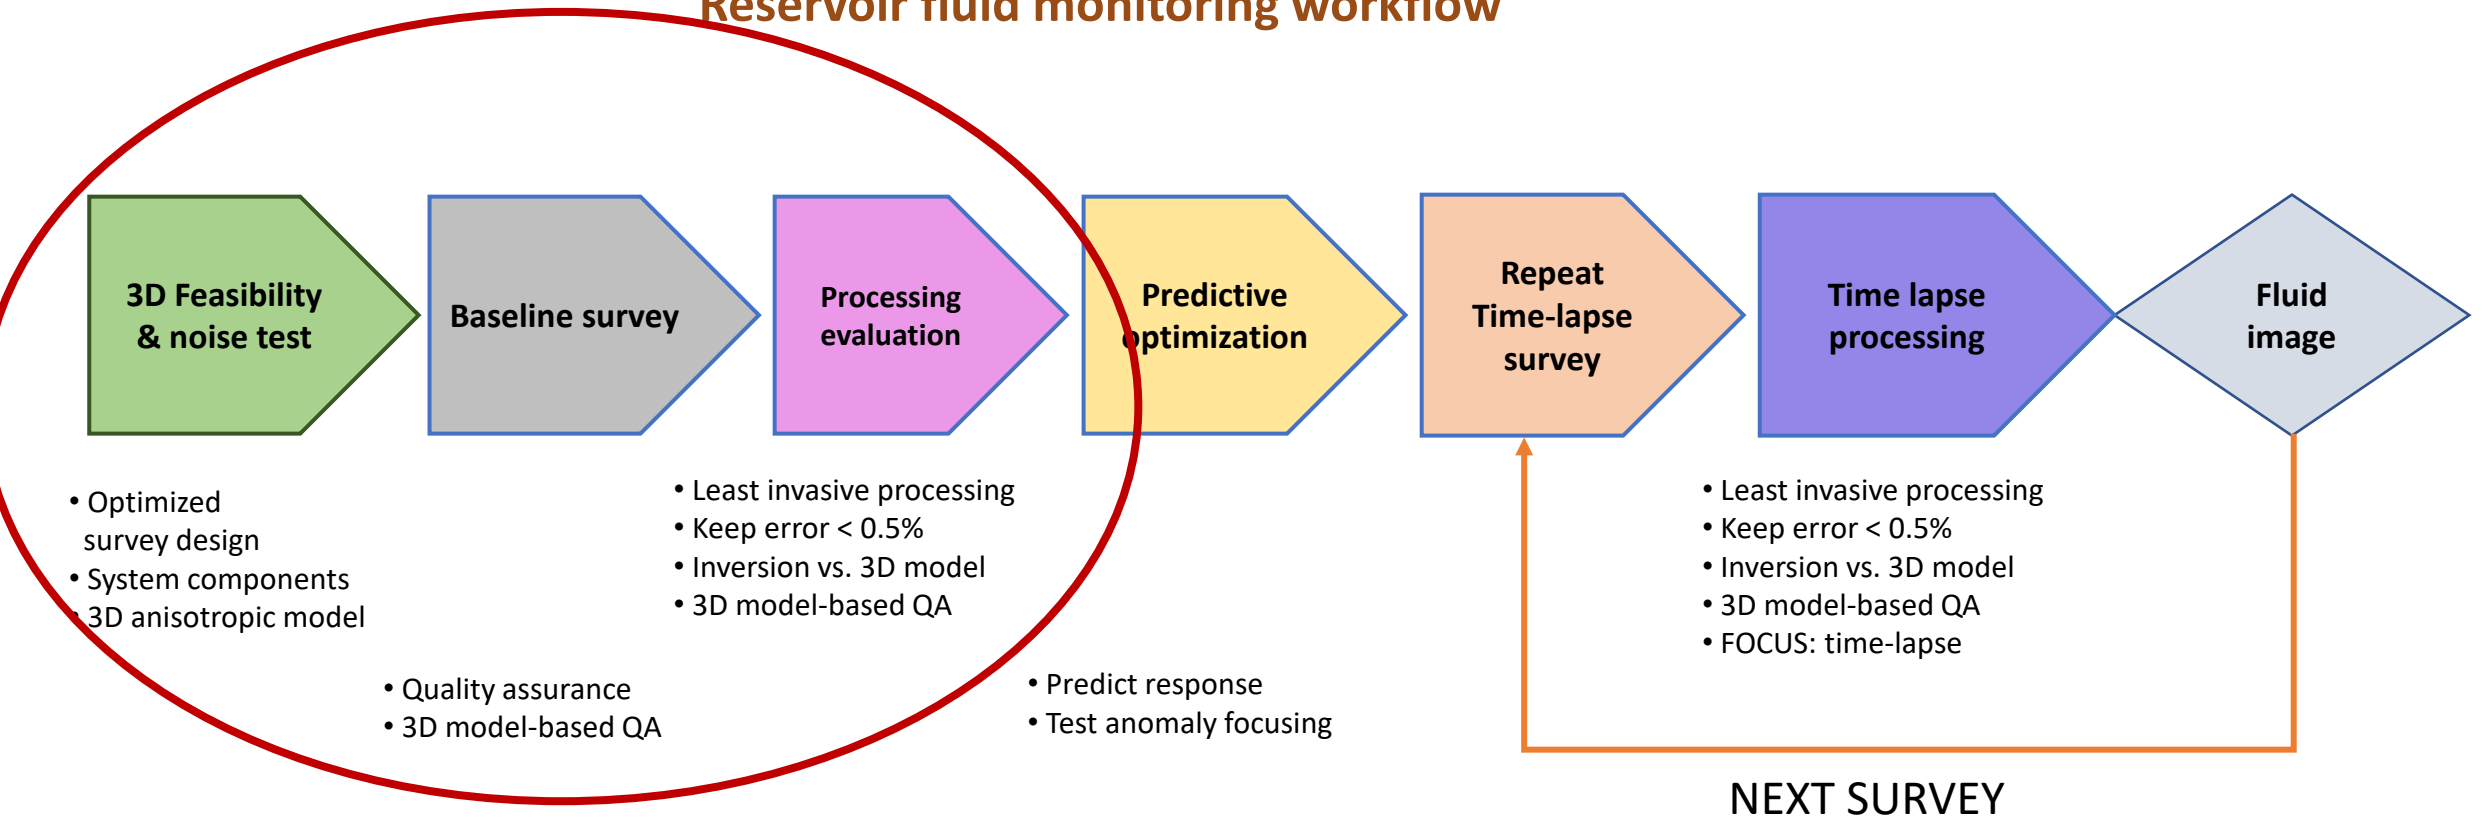 Reservoir fluid monitoring workflow
3D Feasibility
& noise test
Baseline survey
Processing
evaluation
Predictive
optimization
Repeat
Time-lapse
survey
Time lapse
processing
Fluid
image
• Optimized
survey design
• System components
• 3D anisotropic model
• Quality assurance
• 3D model-based QA
• Least invasive processing
• Keep error < 0.5%
• Inversion vs. 3D model
• 3D model-based QA
• Predict response
• Test anomaly focusing
• Least invasive processing
• Keep error < 0.5%
• Inversion vs. 3D model
• 3D model-based QA
• FOCUS: time-lapse
NEXT SURVEY